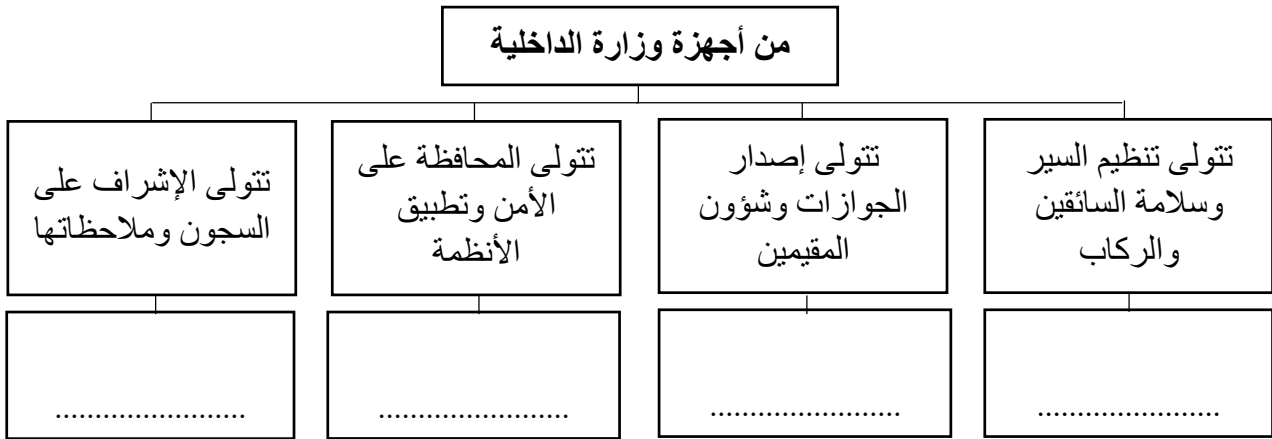 من أجهزة وزارة الداخلية
تتولى تنظيم السير
وسلامة السائقين
والركاب
تتولى إصدار
الجوازات وشؤون
المقيمين
تتولى المحافظة على
الأمن وتطبيق
الأنظمة
تتولى الإشراف على
السجون وملاحظاتها
........................
........................
........................
........................